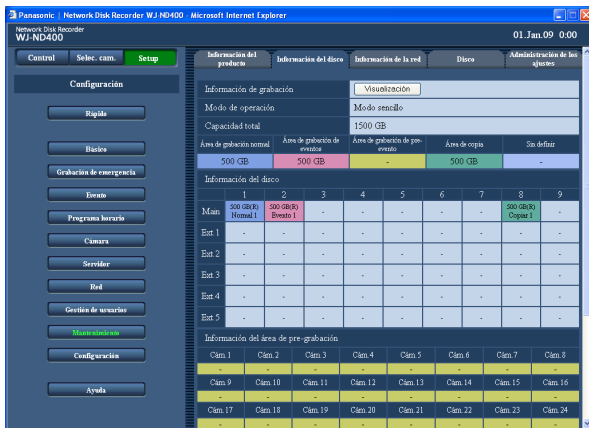 Panasonic | Network Disk Recorder WJ-ND400 - Microsoft Internet Explorer
Network Disk Recorder
WJ-ND400
01.Jan.09 0:00
Control Selec. cam. Setup
Configuración
Rápido
Básico
Grabación de emergencia
Evento
Programa horario
Cámara
Servidor
Red
Gestión de usuarios
Mantenimiento
Configuración
Ayuda
Información del producto Información del disco Información de la red Disco Administración de los ajustes
Información de grabación Visualización
Modo de operación Modo sencillo
Capacidad total 1500 GB
Área de grabación normal Área de grabación de eventos Área de grabación de pre-evento Área de copia Sin definir
500 GB 500 GB - 500 GB -
Información del disco
1 2 3 4 5 6 7 8 9
Main 500 GB(R) Normal 1 500 GB(R) Evento 1 - - - - - 500 GB(R) Copiar 1 -
Ext.1 - - - - - - - - -
Ext.2 - - - - - - - - -
Ext.3 - - - - - - - - -
Ext.4 - - - - - - - - -
Ext.5 - - - - - - - - -
Información del área de pre-grabación
Cám.1 Cám.2 Cám.3 Cám.4 Cám.5 Cám.6 Cám.7 Cám.8
- - - - - - - -
Cám.9 Cám.10 Cám.11 Cám.12 Cám.13 Cám.14 Cám.15 Cám.16
- - - - - - - -
Cám.17 Cám.18 Cám.19 Cám.20 Cám.21 Cám.22 Cám.23 Cám.24
- - - - - - - -